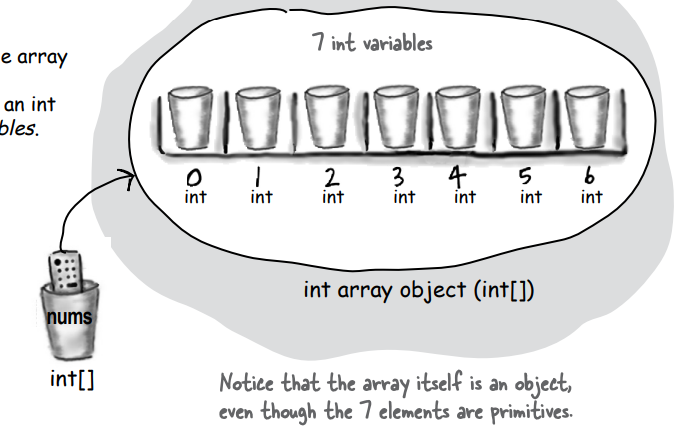 7 int variables
e array
an int
bles.
0 1 2 3 4 5 6
int int int int int int int
int array object (int[])
nums
int[]
Notice that the array itself is an object,
even though the 7 elements are primitives.